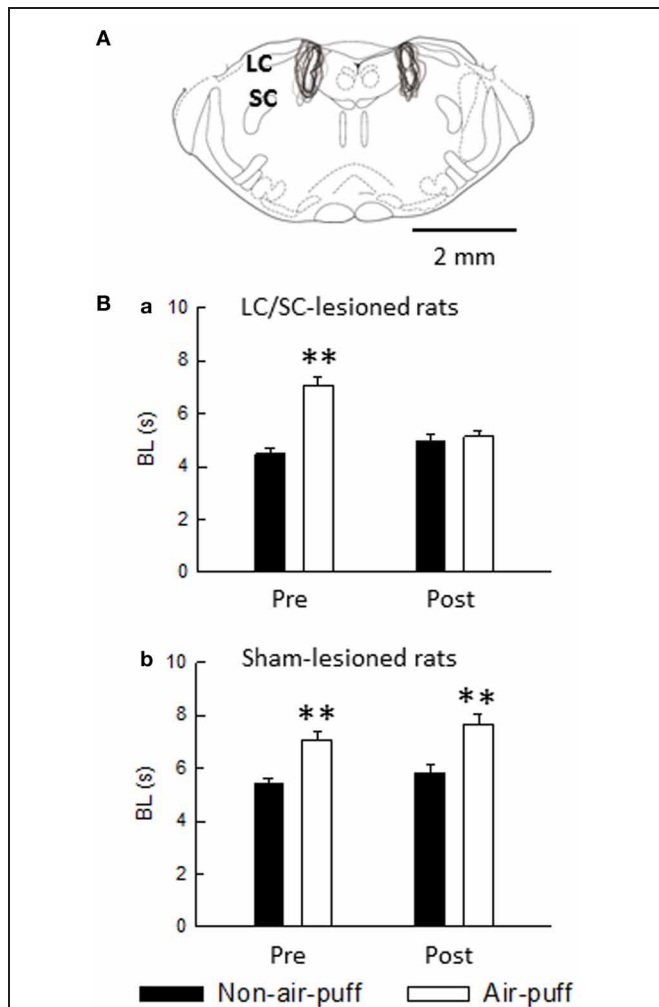 A
LC
SC
2 mm
B a LC/SC-lesioned rats
10
8
6
4
2
0
BL (s)
**
Pre Post
b Sham-lesioned rats
10
8
6
4
2
0
BL (s)
** **
Pre Post
Non-air-puff Air-puff